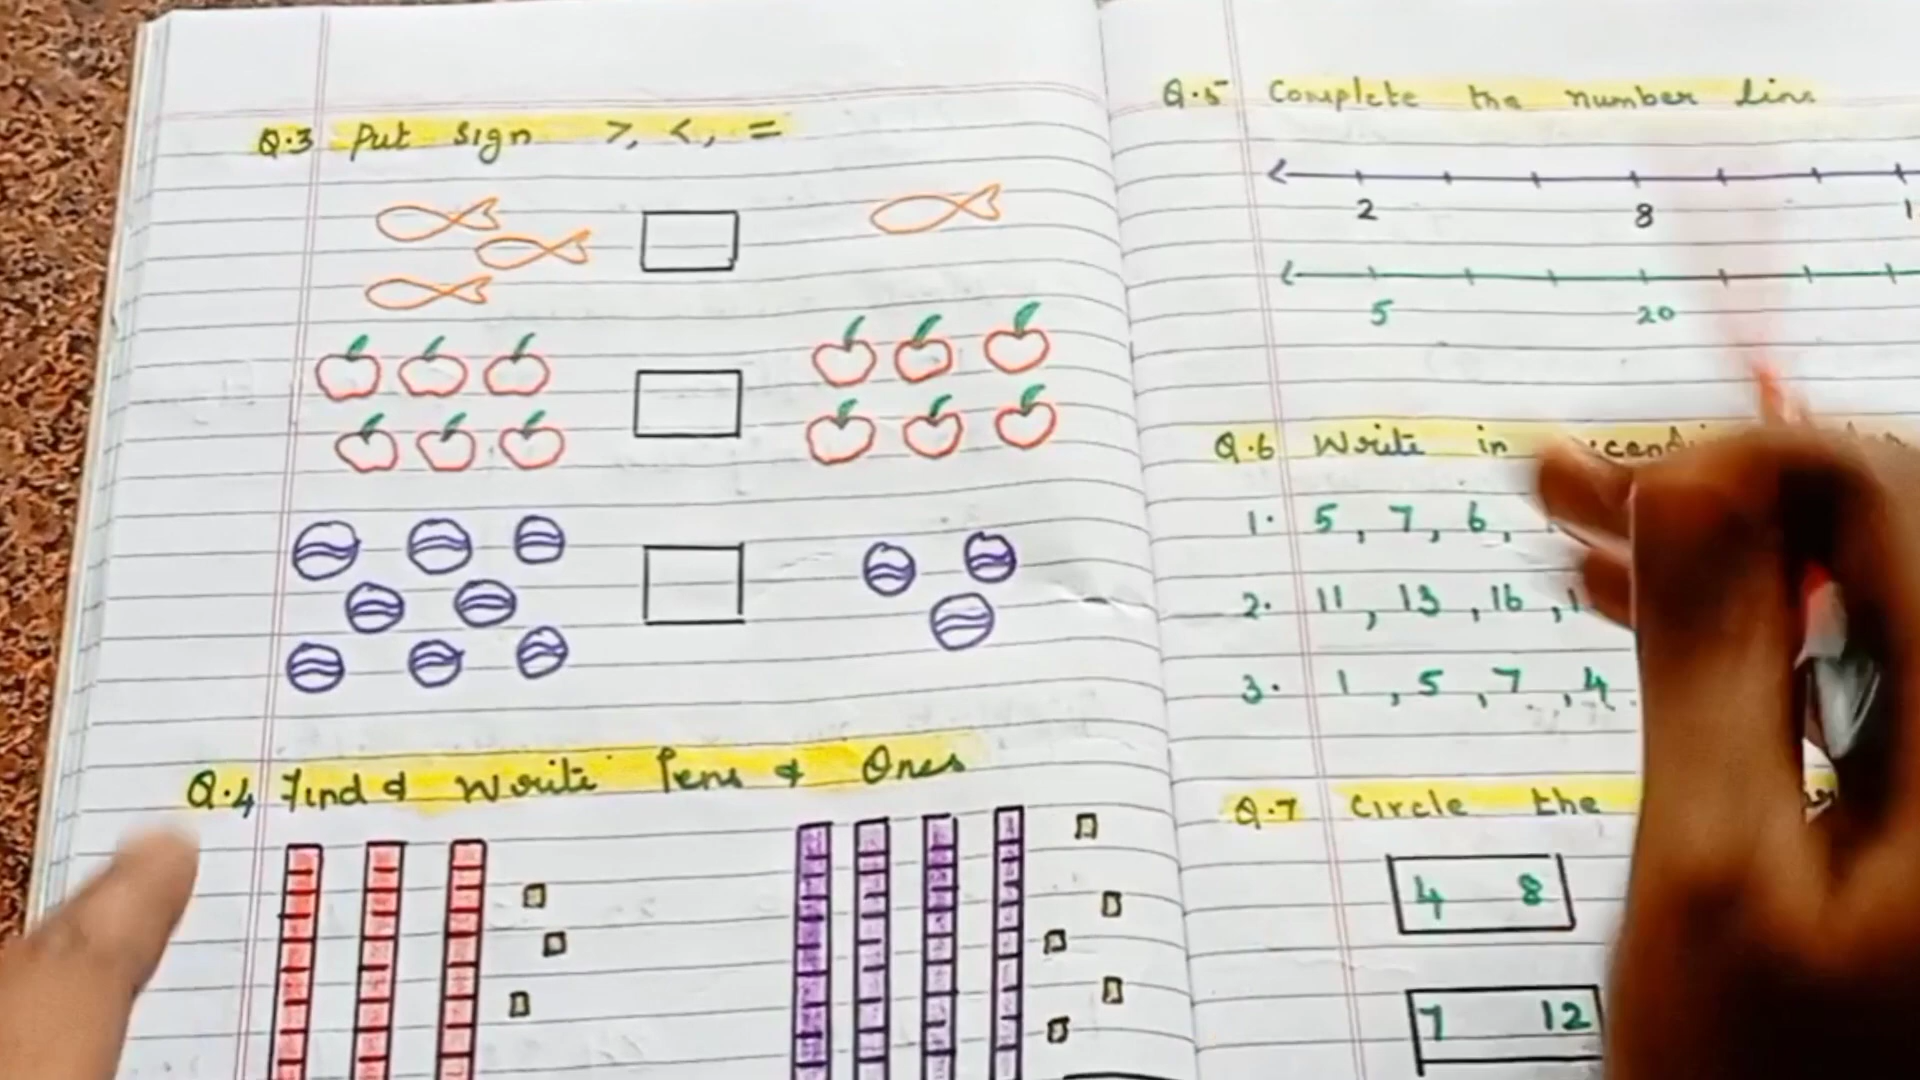 Q.3 Put sign >, <, =
Q.4 Find & write Tens & Ones
Q.5 Complete the number line
2 8
5 20
Q.6 Write in
1. 5, 7, 6,
2. 11, 13, 16,
3. 1, 5, 7, 4
Q.7 Circle the
4 8
7 12